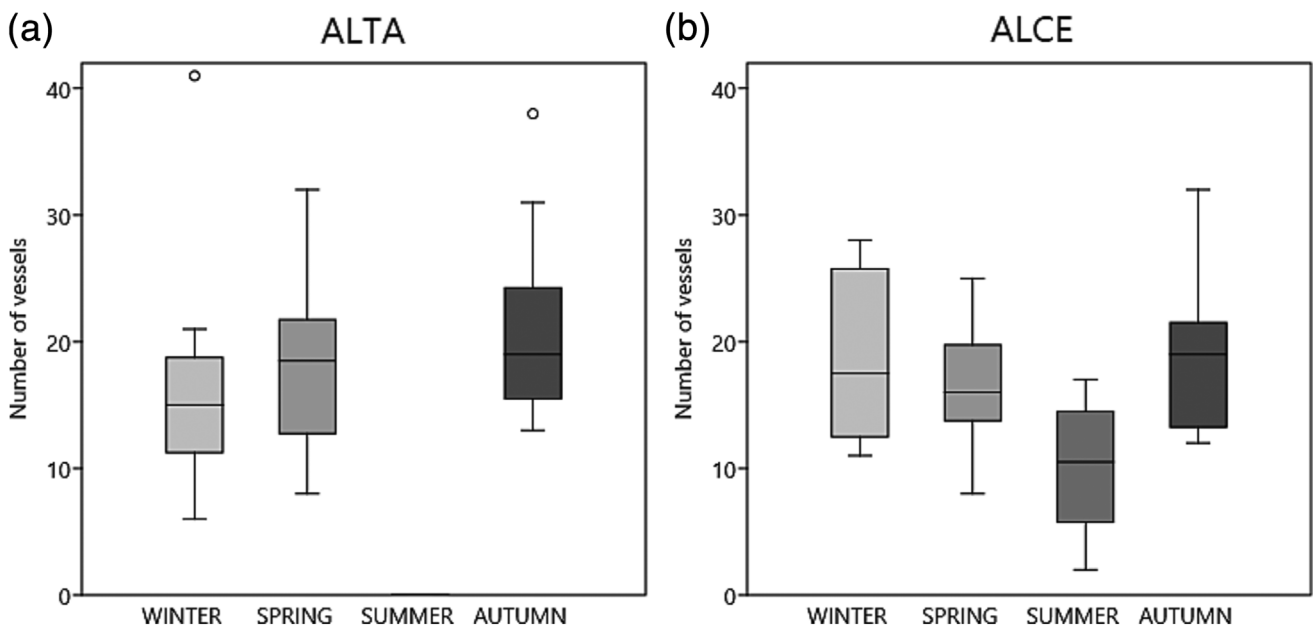 (a)
ALTA
Number of vessels
40
30
20
10
0
WINTER SPRING SUMMER AUTUMN
(b)
ALCE
Number of vessels
40
30
20
10
0
WINTER SPRING SUMMER AUTUMN